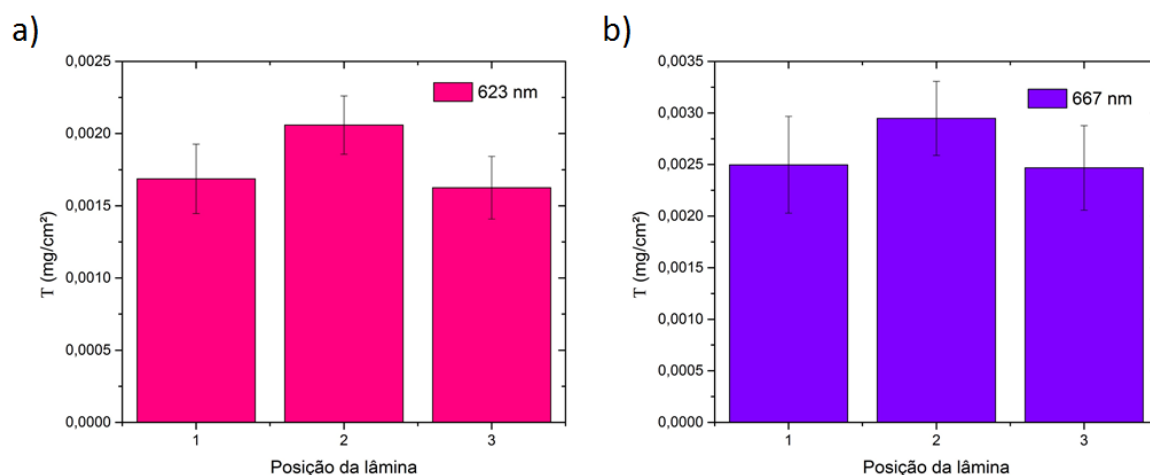 a)
0,0025
0,0020
0,0015
0,0010
0,0005
0,0000
T (mg/cm²)
623 nm
1 2 3
Posição da lâmina
b)
0,0035
0,0030
0,0025
0,0020
0,0015
0,0010
0,0005
0,0000
T (mg/cm²)
667 nm
1 2 3
Posição da lâmina